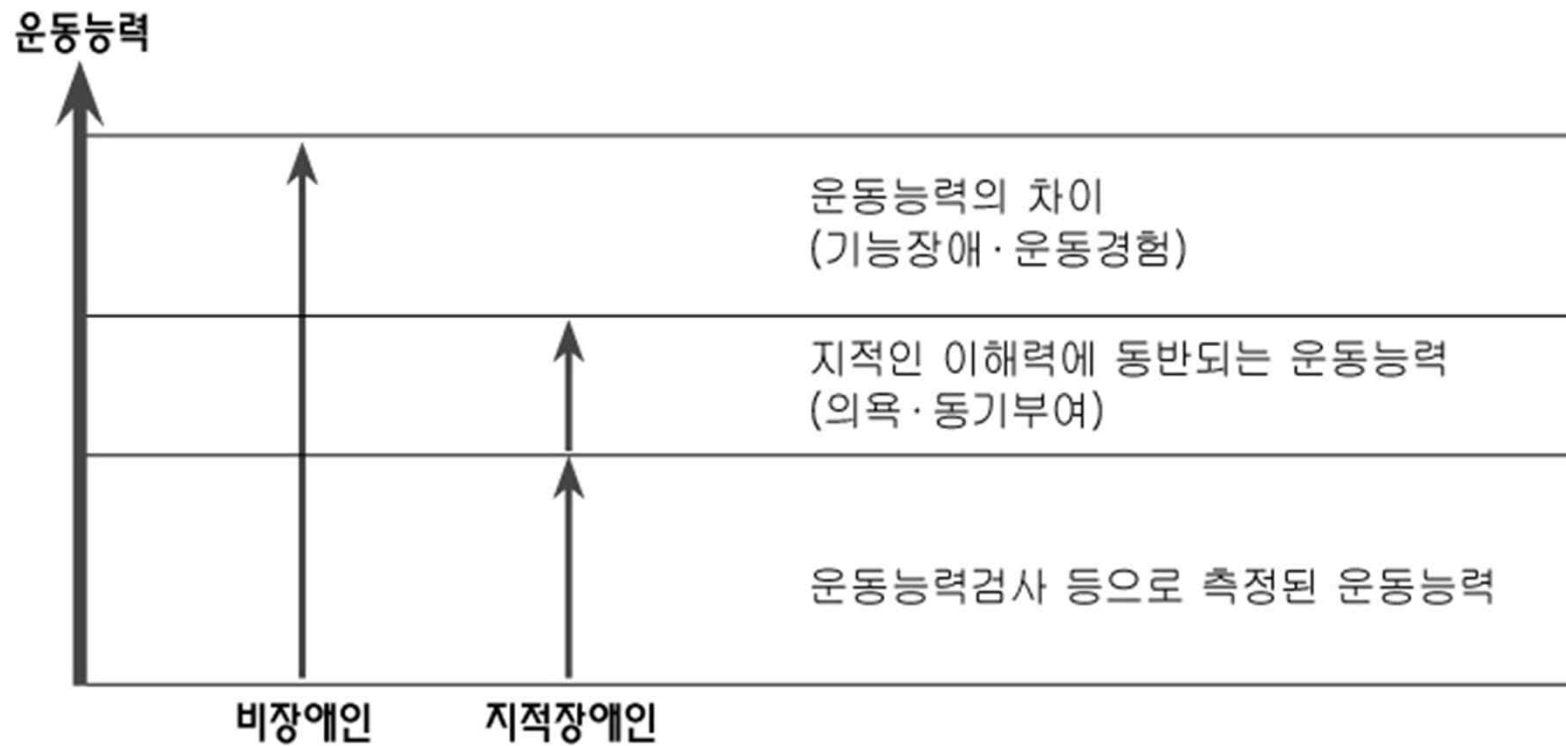 운동능력
운동능력의 차이
(기능장애·운동경험)
지적인 이해력에 동반되는 운동능력
(의욕·동기부여)
운동능력검사 등으로 측정된 운동능력
비장애인
지적장애인